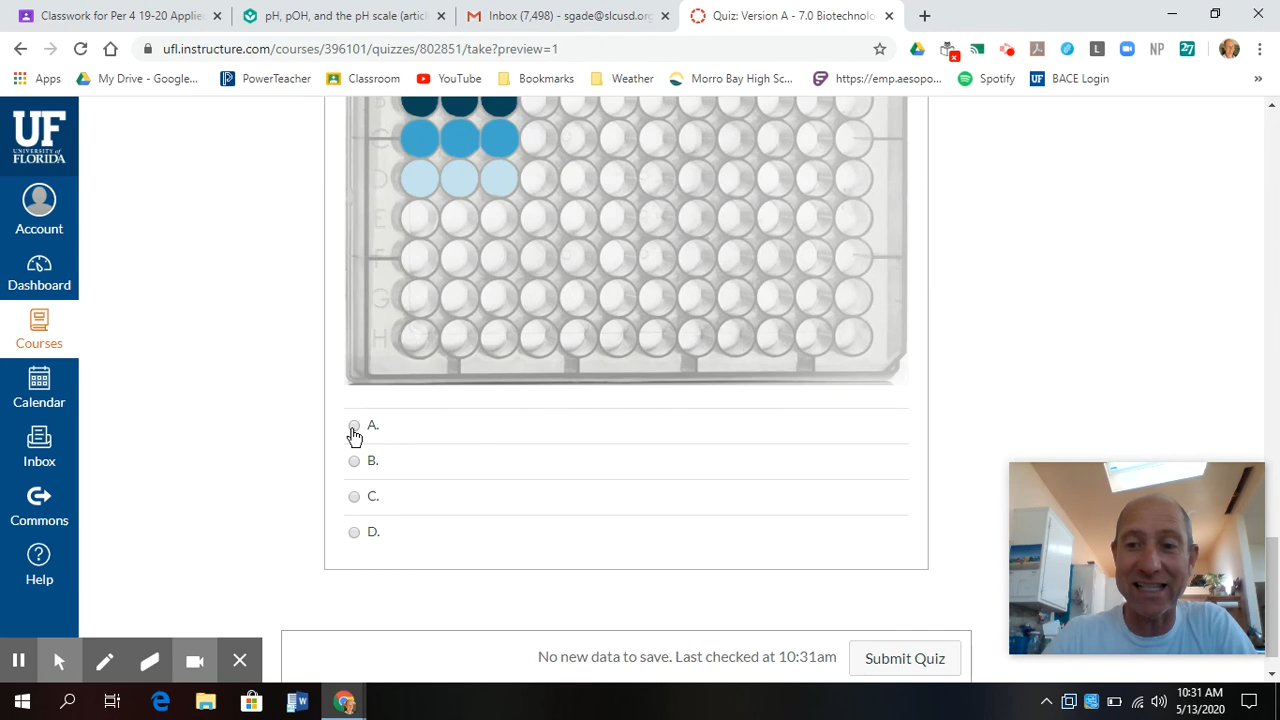 Classwork for Per 4 19-20 Applie
pH, pOH, and the pH scale (articl
Inbox (7,498) - sgade@slcusd.org
Quiz: Version A - 7.0 Biotechnolo
ufl.instructure.com/courses/396101/quizzes/802851/take?preview=1
L
NP
27
Apps
My Drive - Google...
PowerTeacher
Classroom
YouTube
Bookmarks
Weather
Morro Bay High Sc...
https://emp.aesopo...
Spotify
UF
BACE Login
»
UF
UNIVERSITY of
FLORIDA
Account
Dashboard
Courses
Calendar
Inbox
Commons
Help
B
C
D
E
F
G
H
A.
B.
C.
D.
No new data to save. Last checked at 10:31am
Submit Quiz
10:31 AM
5/13/2020